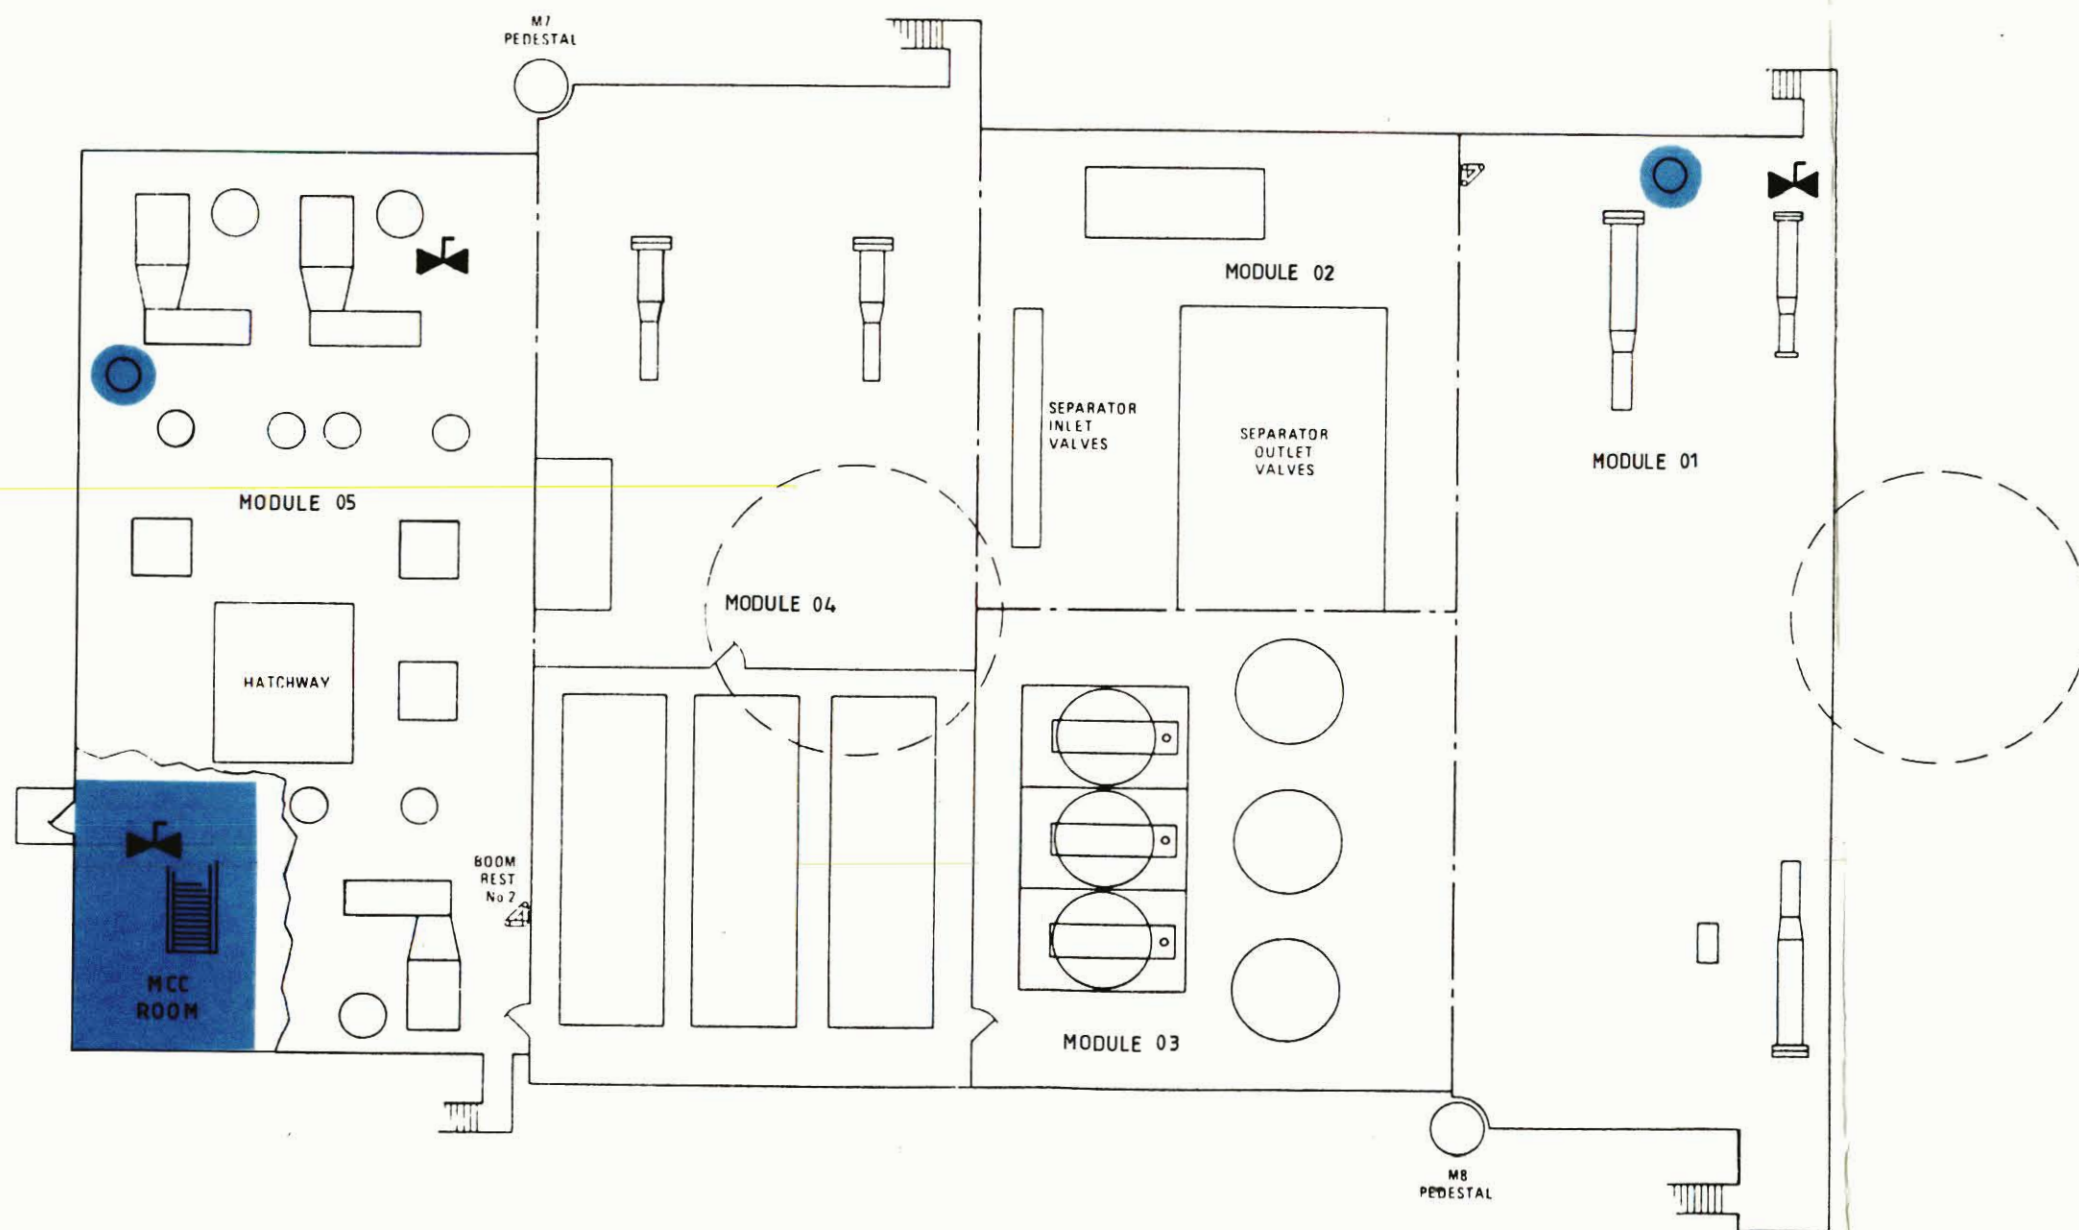 M7
PEDESTAL
MODULE 02
SEPARATOR
INLET
VALVES
SEPARATOR
OUTLET
VALVES
MODULE 01
MODULE 05
MODULE 04
HATCHWAY
BOOM
REST
No 2
MCC
ROOM
MODULE 03
M8
PEDESTAL